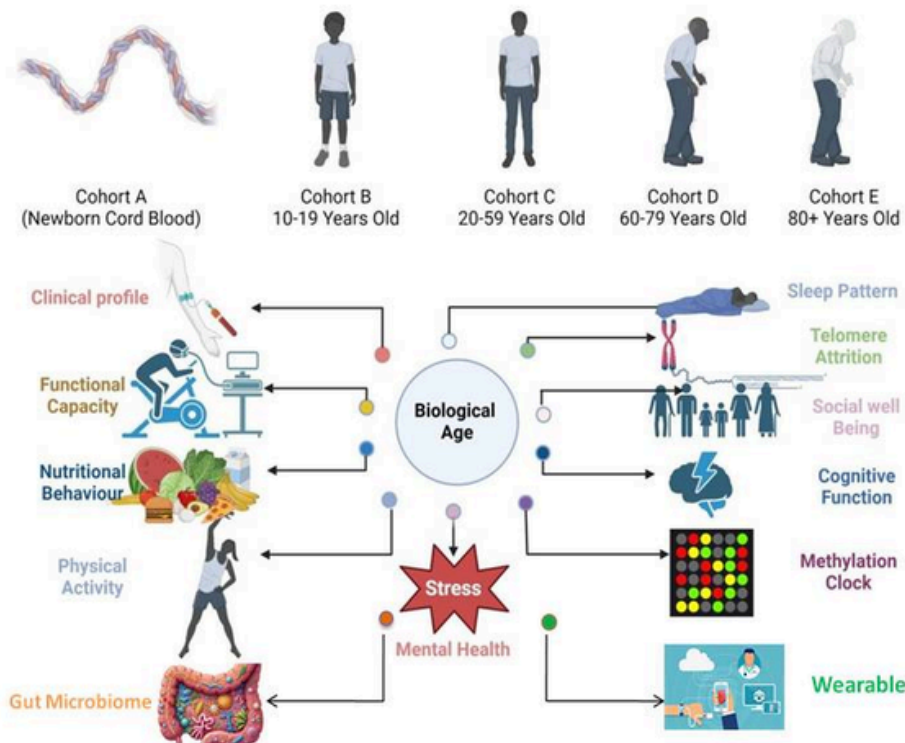 Cohort A
(Newborn Cord Blood)
Cohort B
10-19 Years Old
Cohort C
20-59 Years Old
Cohort D
60-79 Years Old
Cohort E
80+ Years Old
Clinical profile
Functional
Capacity
Nutritional
Behaviour
Physical
Activity
Gut Microbiome
Biological
Age
Stress
Mental Health
Sleep Pattern
Telomere
Attrition
Social well
Being
Cognitive
Function
Methylation
Clock
Wearable